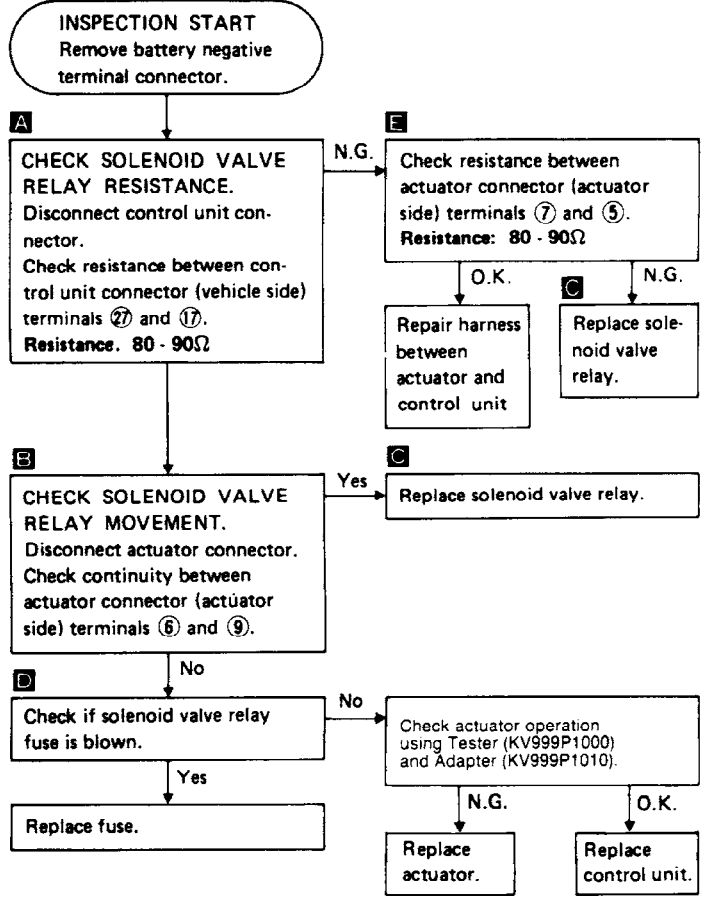 INSPECTION START
Remove battery negative
terminal connector.
A
CHECK SOLENOID VALVE
RELAY RESISTANCE.
Disconnect control unit con-
nector.
Check resistance between con-
trol unit connector (vehicle side)
terminals ㉗ and ⑰.
Resistance. 80 - 90Ω
N.G.
E
Check resistance between
actuator connector (actuator
side) terminals ⑦ and ⑤.
Resistance: 80 - 90Ω
O.K.
Repair harness
between
actuator and
control unit
N.G.
C
Replace sole-
noid valve
relay.
B
CHECK SOLENOID VALVE
RELAY MOVEMENT.
Disconnect actuator connector.
Check continuity between
actuator connector (actuator
side) terminals ⑥ and ⑨.
Yes
C
Replace solenoid valve relay.
No
D
Check if solenoid valve relay
fuse is blown.
Yes
Replace fuse.
No
Check actuator operation
using Tester (KV999P1000)
and Adapter (KV999P1010).
N.G.
Replace
actuator.
O.K.
Replace
control unit.